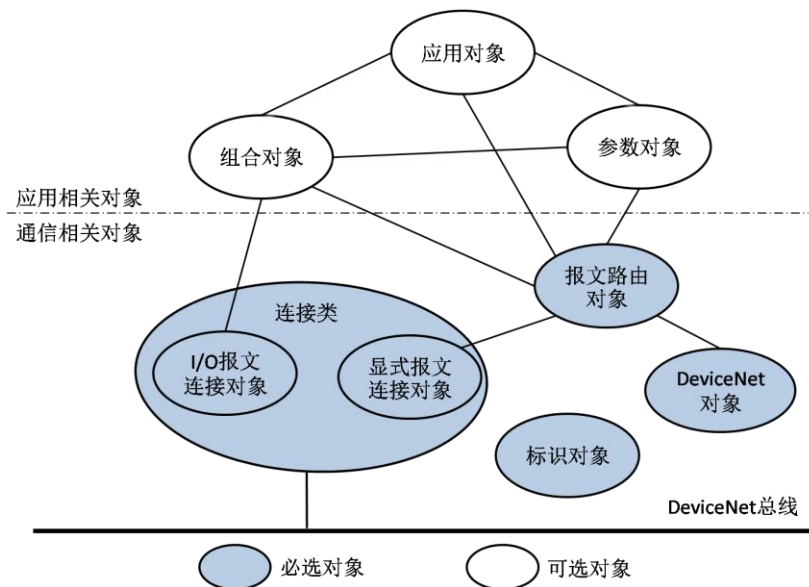 应用对象
组合对象
参数对象
应用相关对象
通信相关对象
报文路由
对象
连接类
I/O报文
连接对象
显式报文
连接对象
DeviceNet
对象
标识对象
DeviceNet总线
必选对象
可选对象